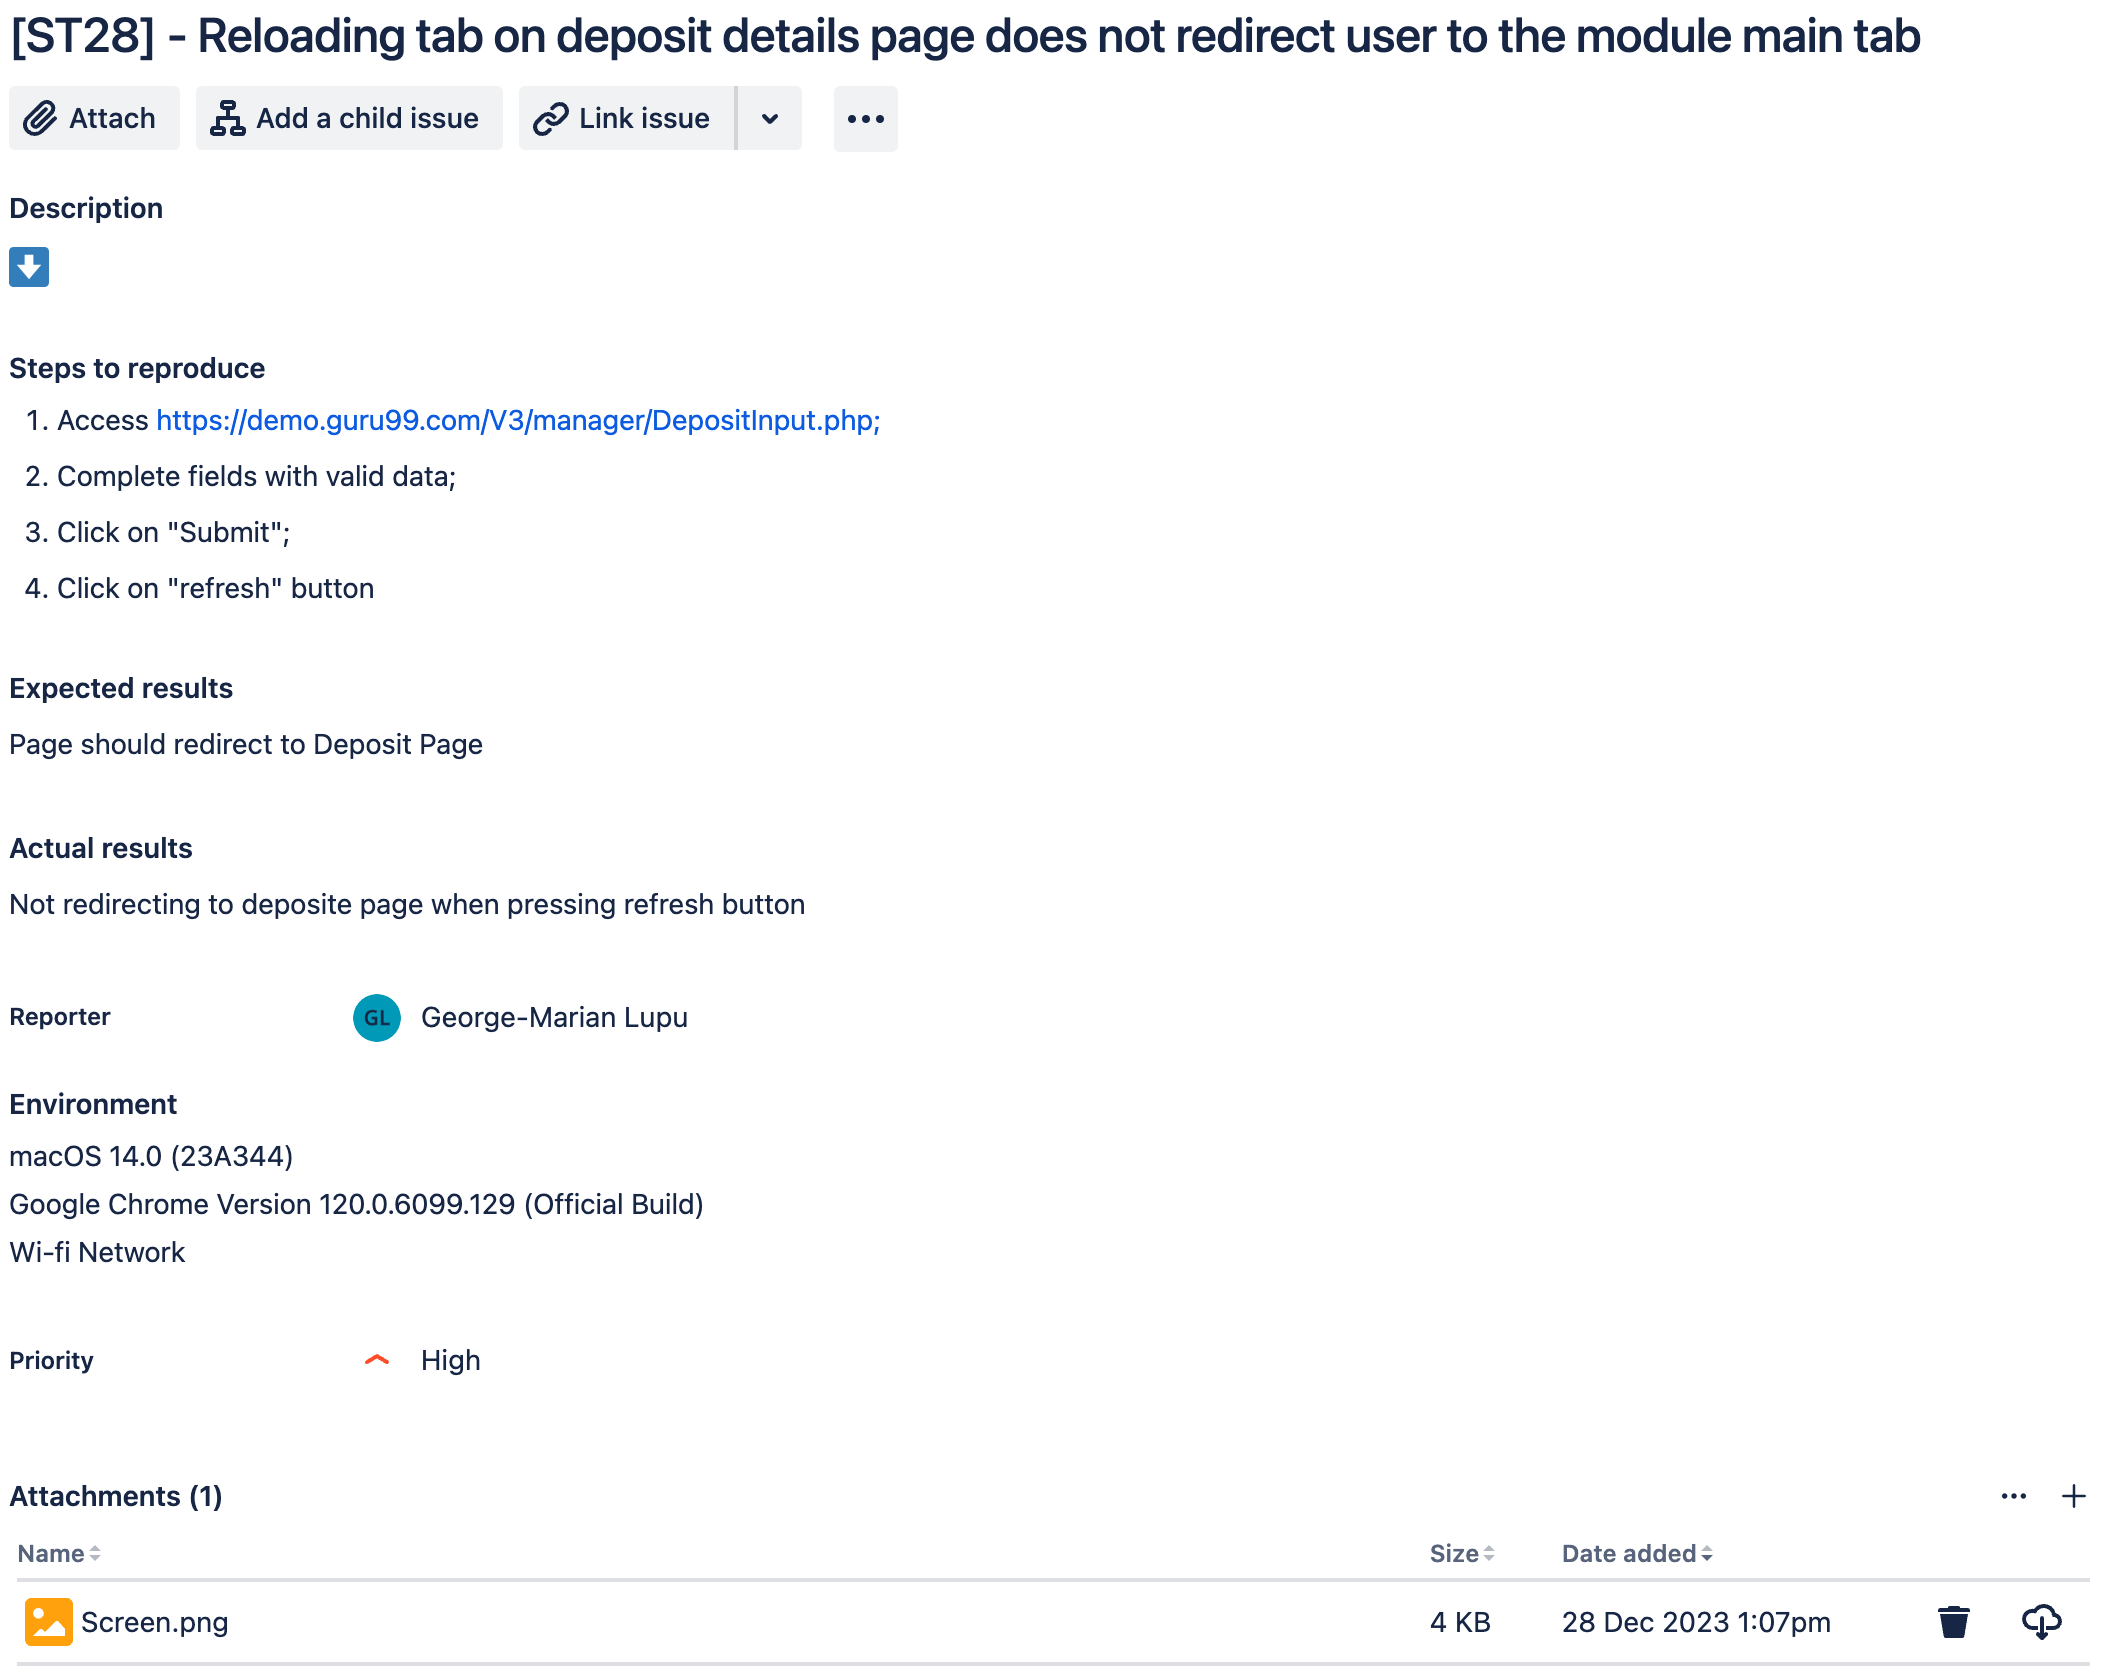 [ST28] - Reloading tab on deposit details page does not redirect user to the module main tab
Attach Add a child issue Link issue
Description
Steps to reproduce
1. Access https://demo.guru99.com/V3/manager/DepositInput.php;
2. Complete fields with valid data;
3. Click on "Submit";
4. Click on "refresh" button
Expected results
Page should redirect to Deposit Page
Actual results
Not redirecting to deposite page when pressing refresh button
Reporter GL George-Marian Lupu
Environment
macOS 14.0 (23A344)
Google Chrome Version 120.0.6099.129 (Official Build)
Wi-fi Network
Priority High
Attachments (1)
Name Size Date added
Screen.png 4 KB 28 Dec 2023 1:07pm